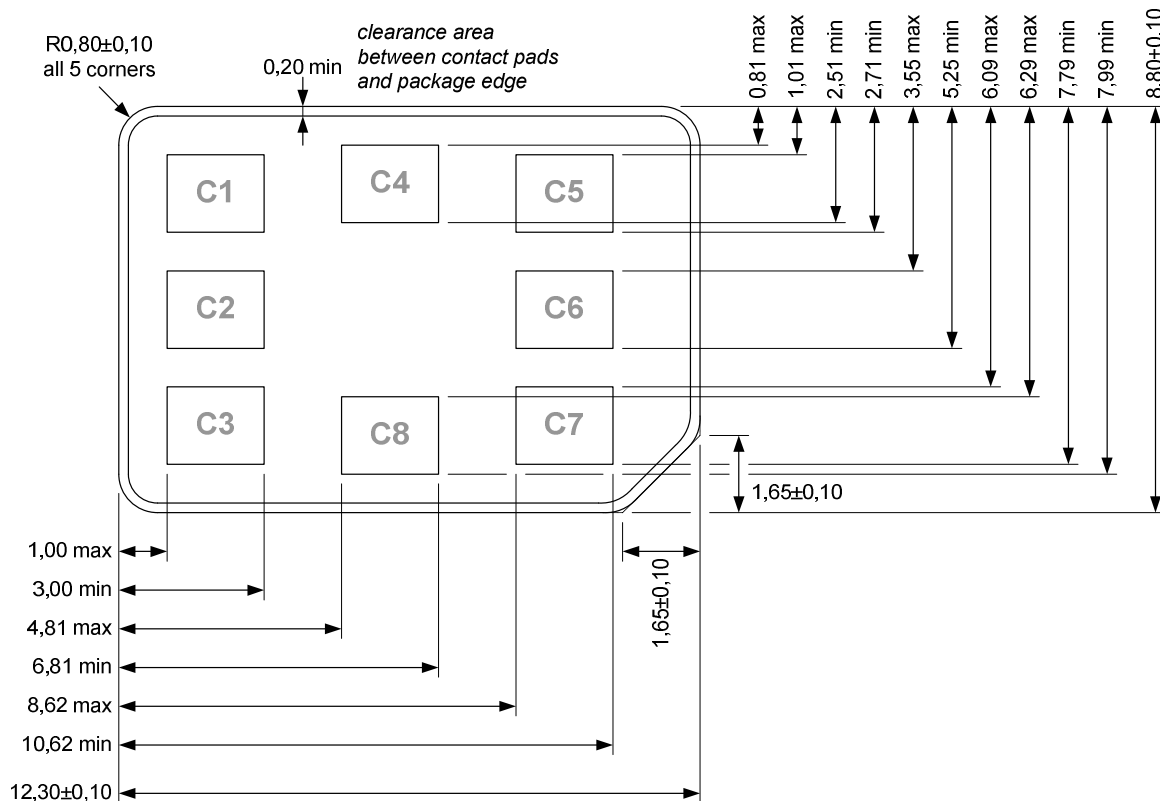 R0,80±0,10
all 5 corners
0,20 min
clearance area
between contact pads
and package edge
0,81 max
1,01 max
2,51 min
2,71 min
3,55 max
5,25 min
6,09 max
6,29 max
7,79 min
7,99 min
8,80±0,10
C1
C4
C5
C2
C6
C3
C8
C7
1,65±0,10
1,65±0,10
1,00 max
3,00 min
4,81 max
6,81 min
8,62 max
10,62 min
12,30±0,10